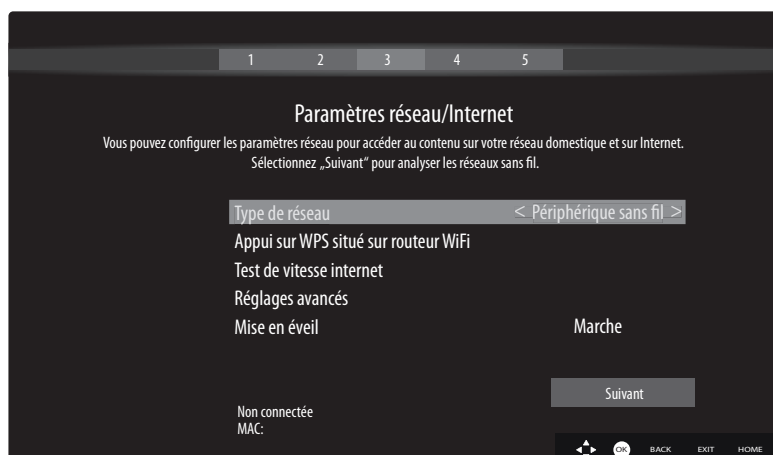 1 2 3 4 5
Paramètres réseau/Internet
Vous pouvez configurer les paramètres réseau pour accéder au contenu sur votre réseau domestique et sur Internet.
Sélectionnez „Suivant“ pour analyser les réseaux sans fil.
Type de réseau < Périphérique sans fil >
Appui sur WPS situé sur routeur WiFi
Test de vitesse internet
Réglages avancés
Mise en éveil Marche
Suivant
Non connectée
MAC:
OK BACK EXIT HOME